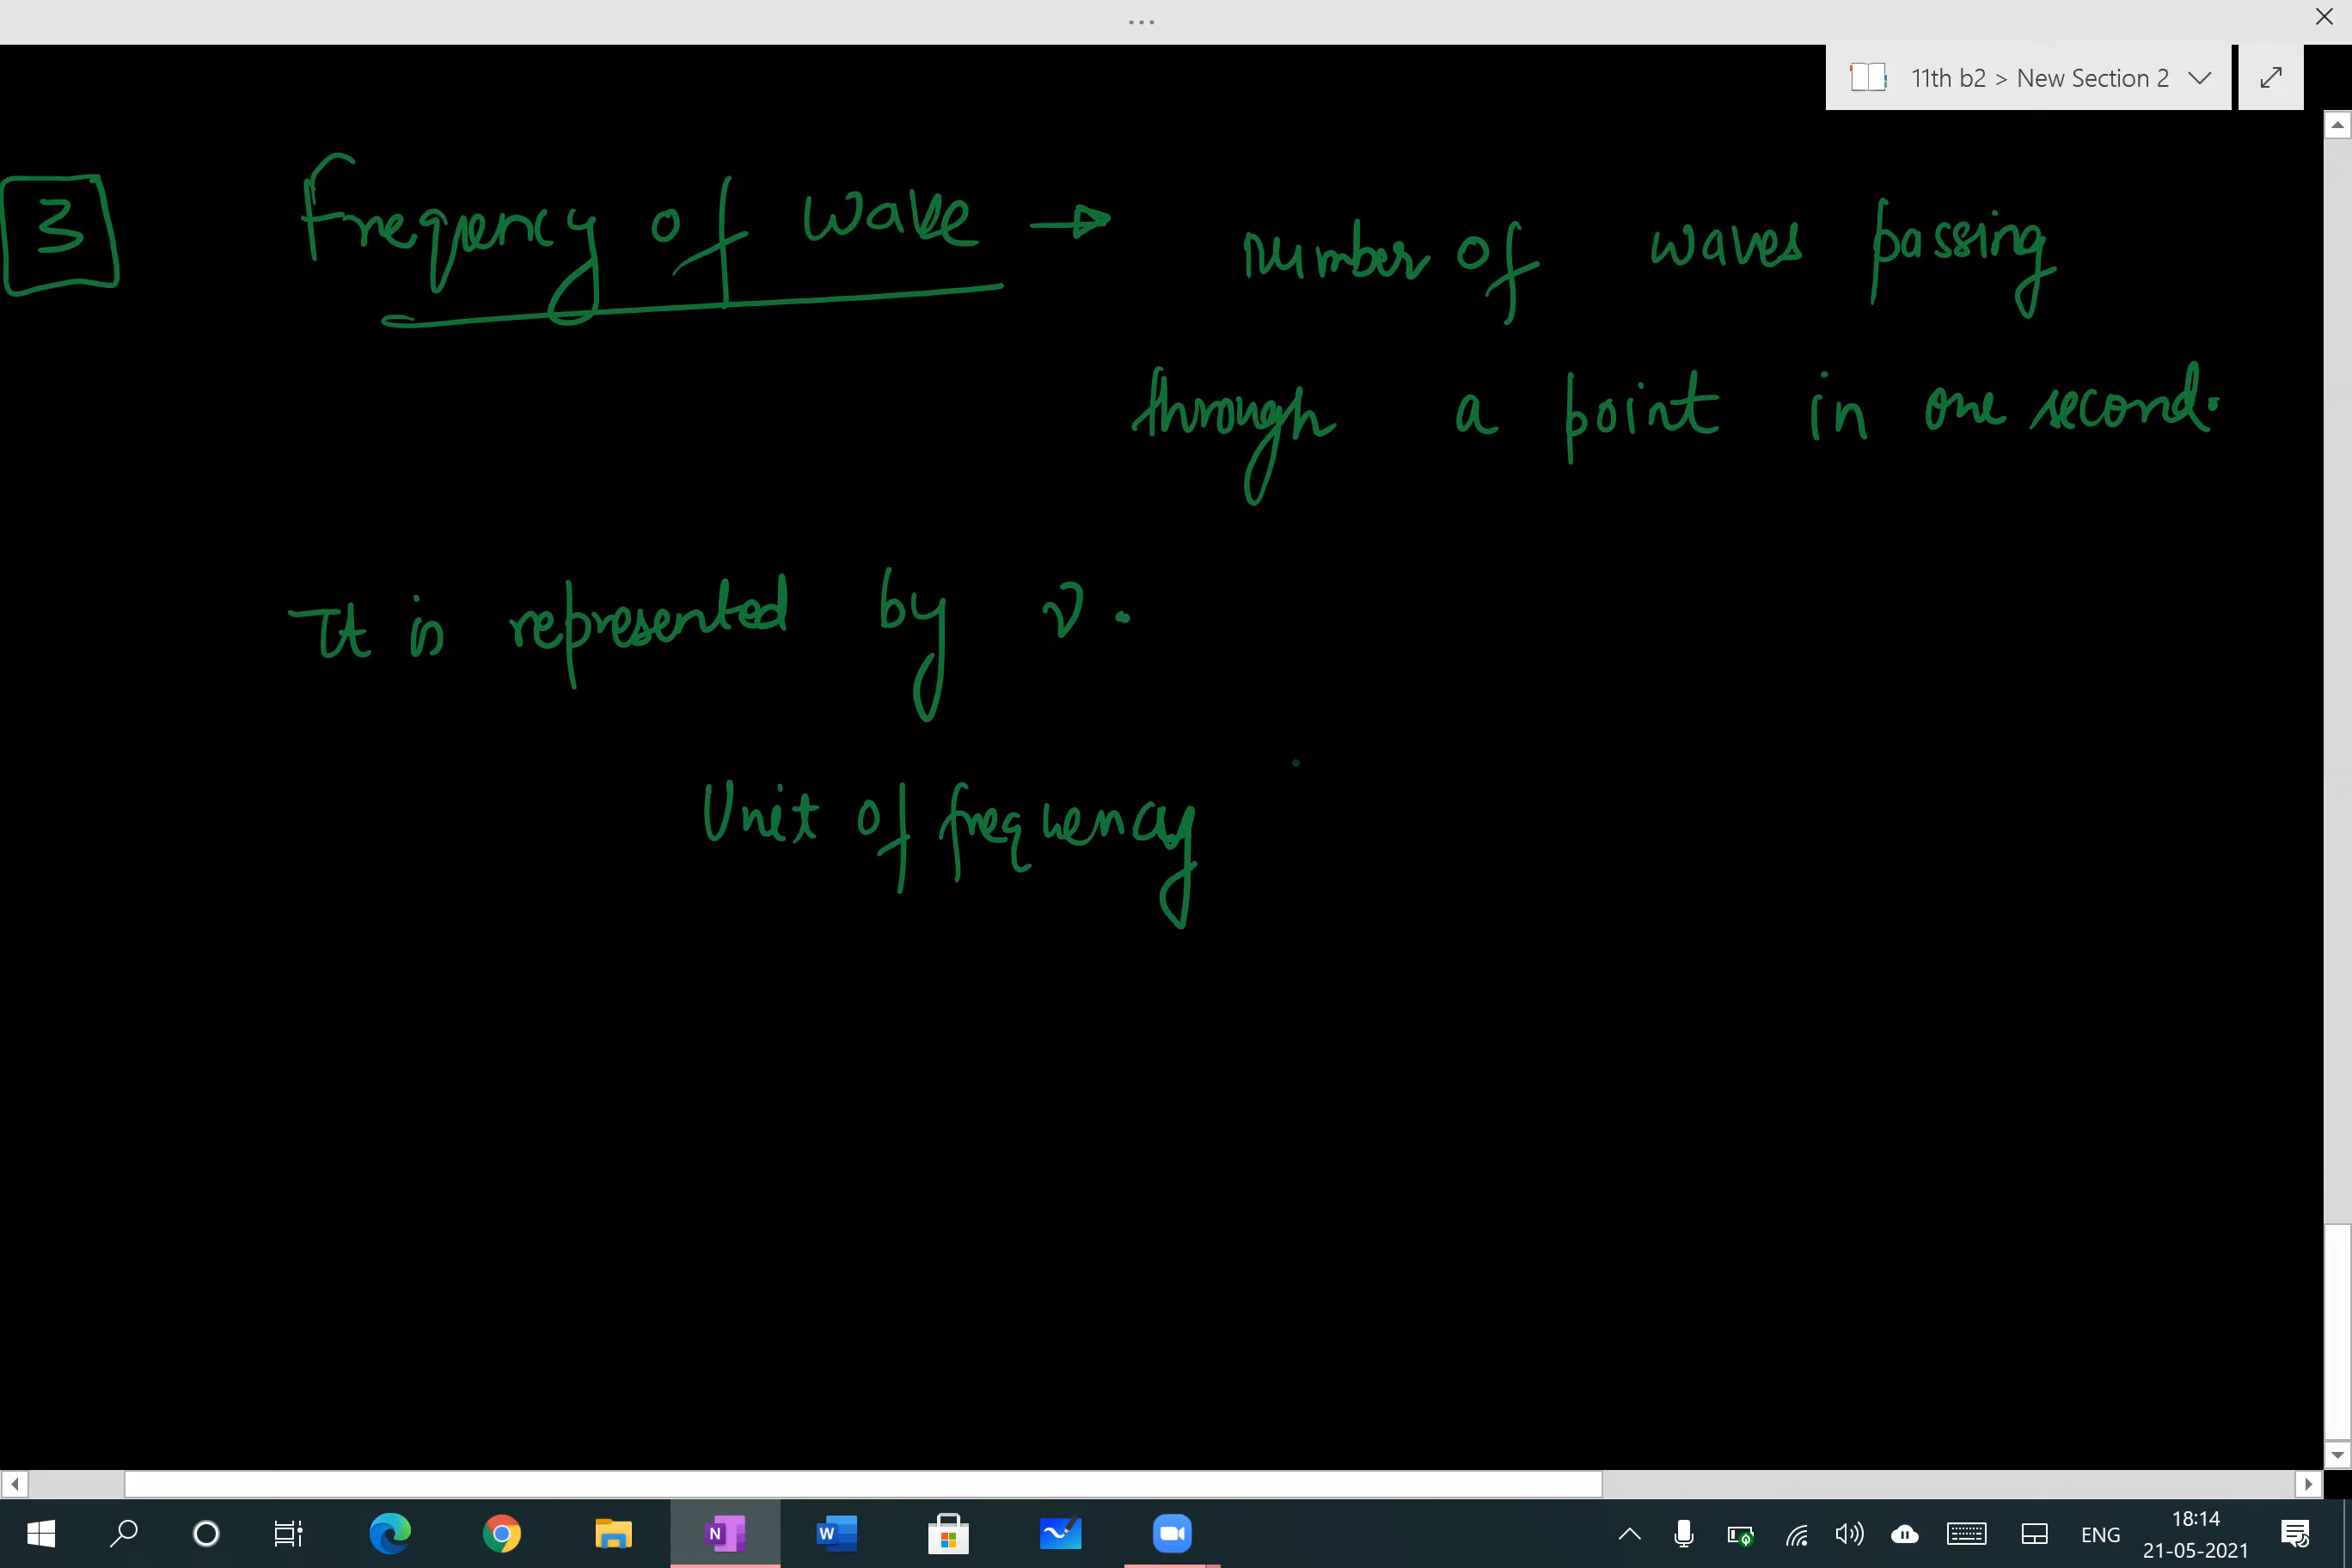 11th b2 > New Section 2
3 Frequency of wave → number of waves passing
through a point in one second.
It is represented by ν.
Unit of frequency
ENG
18:14
21-05-2021